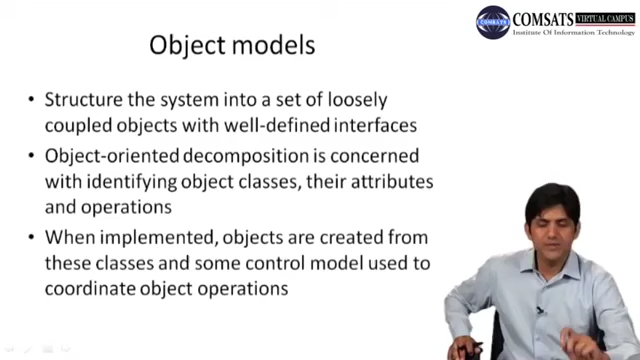 COMSATS VIRTUAL CAMPUS
Institute Of Information Technology
COMSATS
Object models
• Structure the system into a set of loosely
coupled objects with well-defined interfaces
• Object-oriented decomposition is concerned
with identifying object classes, their attributes
and operations
• When implemented, objects are created from
these classes and some control model used to
coordinate object operations